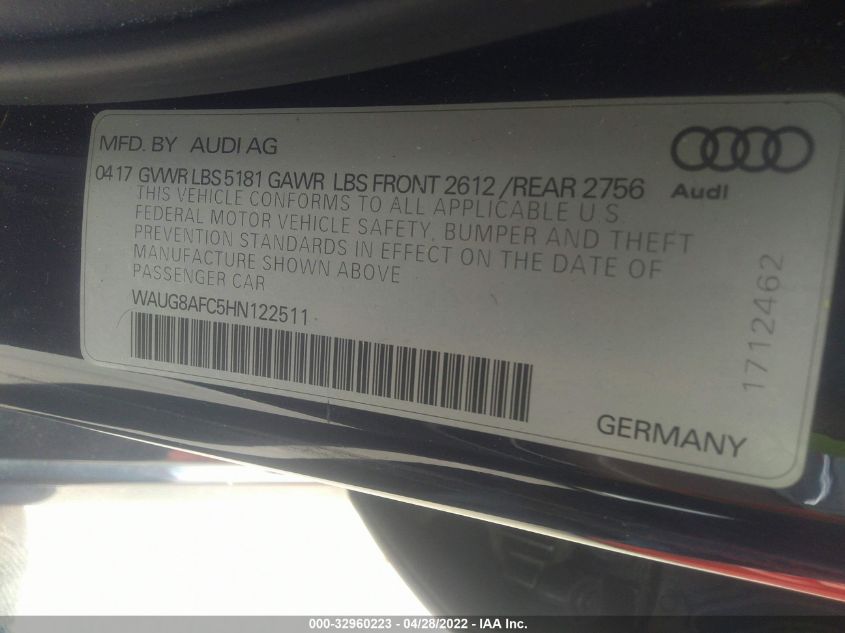 MFD. BY AUDI AG
04 17 GVWR LBS 5181 GAWR LBS FRONT 2612 /REAR 2756
THIS VEHICLE CONFORMS TO ALL APPLICABLE U S
FEDERAL MOTOR VEHICLE SAFETY, BUMPER AND THEFT
PREVENTION STANDARDS IN EFFECT ON THE DATE OF
MANUFACTURE SHOWN ABOVE
PASSENGER CAR
WAUG8AFC5HN122511
Audi
1712462
GERMANY
000-32960223 - 04/28/2022 - IAA Inc.